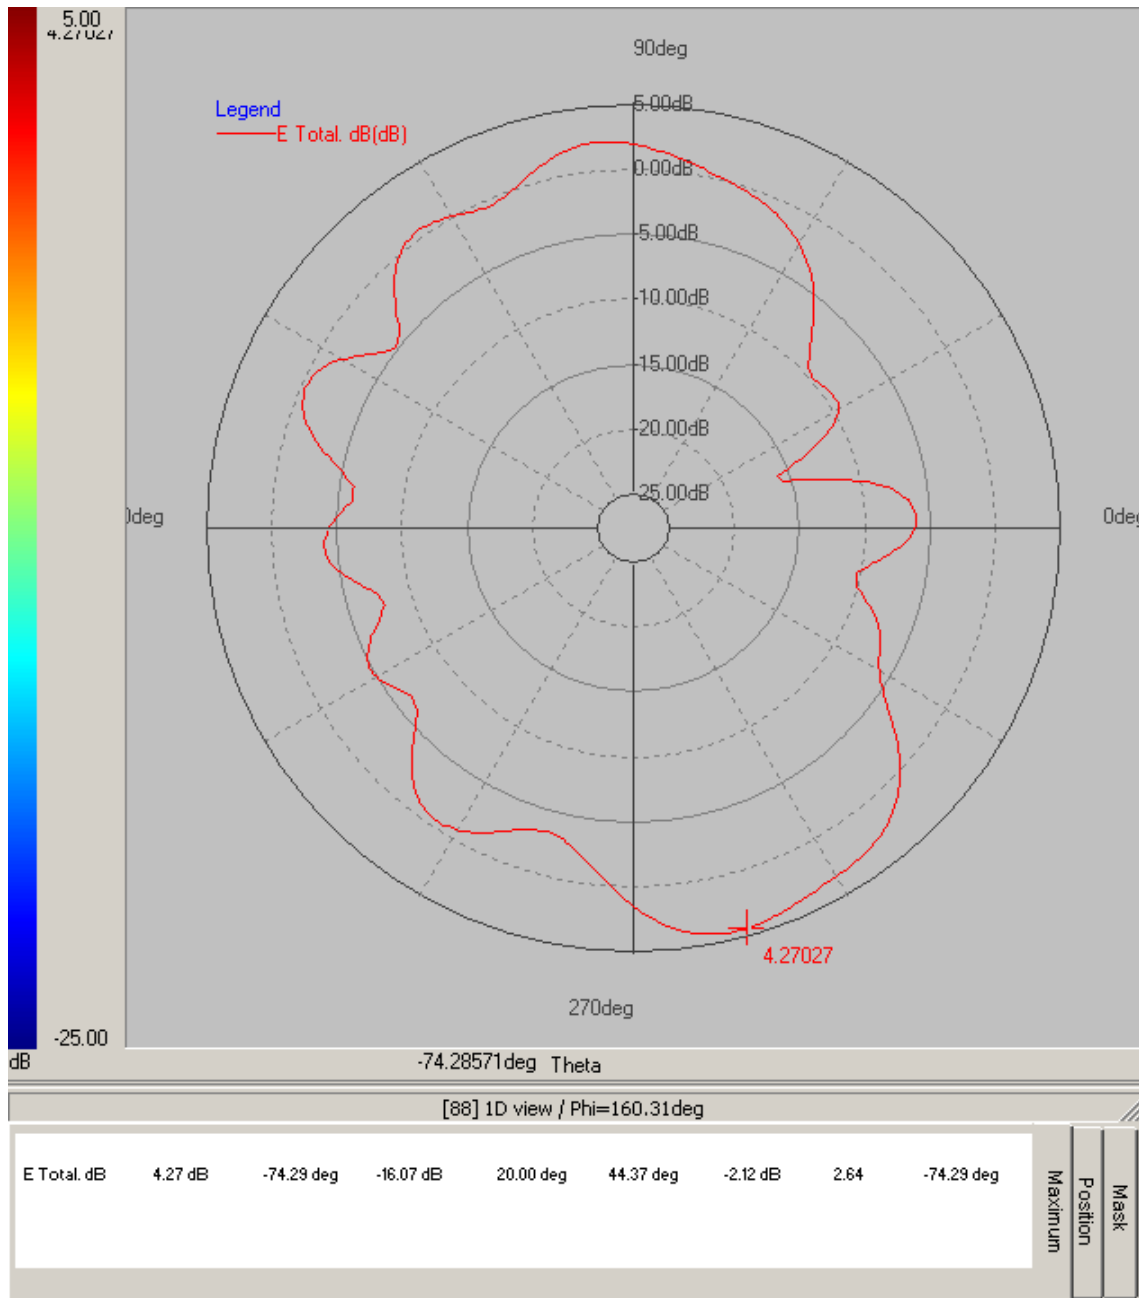 5.00
4.27027
90deg
Legend
E Total. dB(dB)
5.00dB
0.00dB
-5.00dB
-10.00dB
-15.00dB
-20.00dB
-25.00dB
0deg
0deg
4.27027
270deg
-25.00
dB
-74.28571deg Theta
[88] 1D view / Phi=160.31deg
E Total. dB 4.27 dB -74.29 deg -16.07 dB 20.00 deg 44.37 deg -2.12 dB 2.64 -74.29 deg
Maximum
Position
Mask